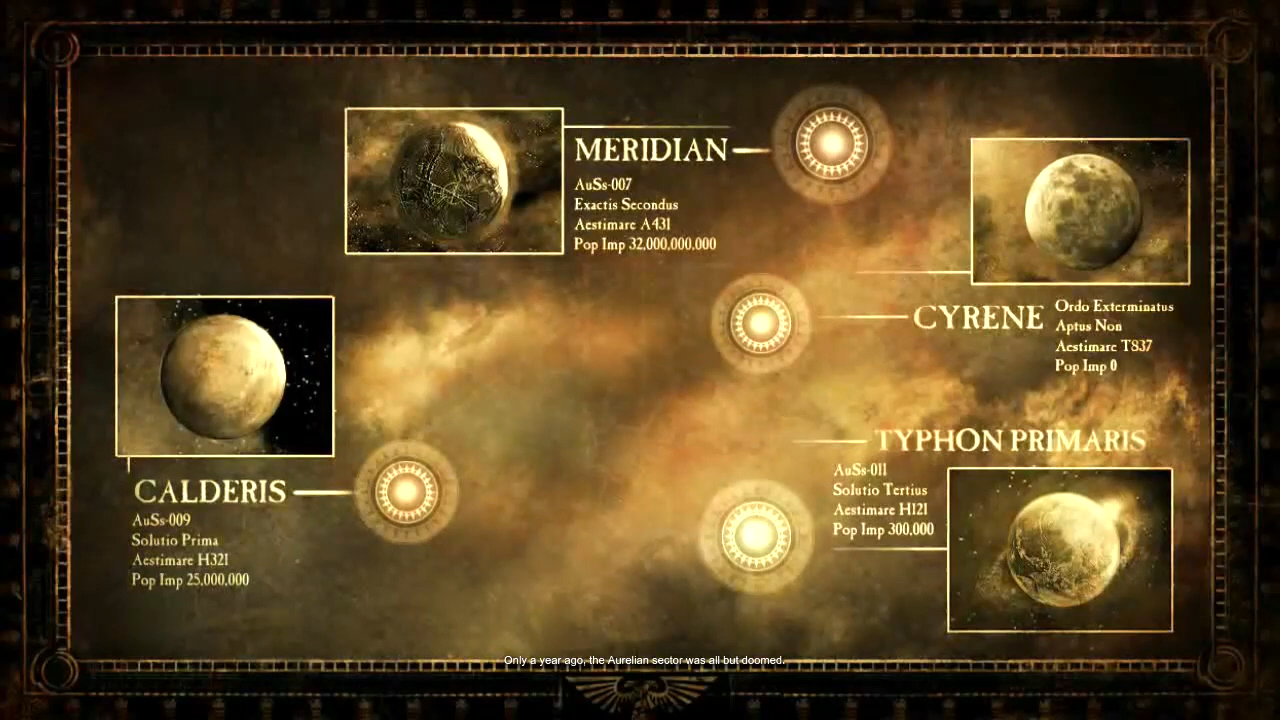 MERIDIAN
AuSs-007
Exactis Secondus
Aestimare A431
Pop Imp 32,000,000,000
CYRENE
Ordo Exterminatus
Aptus Non
Aestimare T837
Pop Imp 0
CALDERIS
AuSs-009
Solutio Prima
Aestimare H321
Pop Imp 25,000,000
TYPHON PRIMARIS
AuSs-011
Solutio Tertius
Aestimare H121
Pop Imp 300,000
Only a year ago, the Aurelian sector was all but doomed.